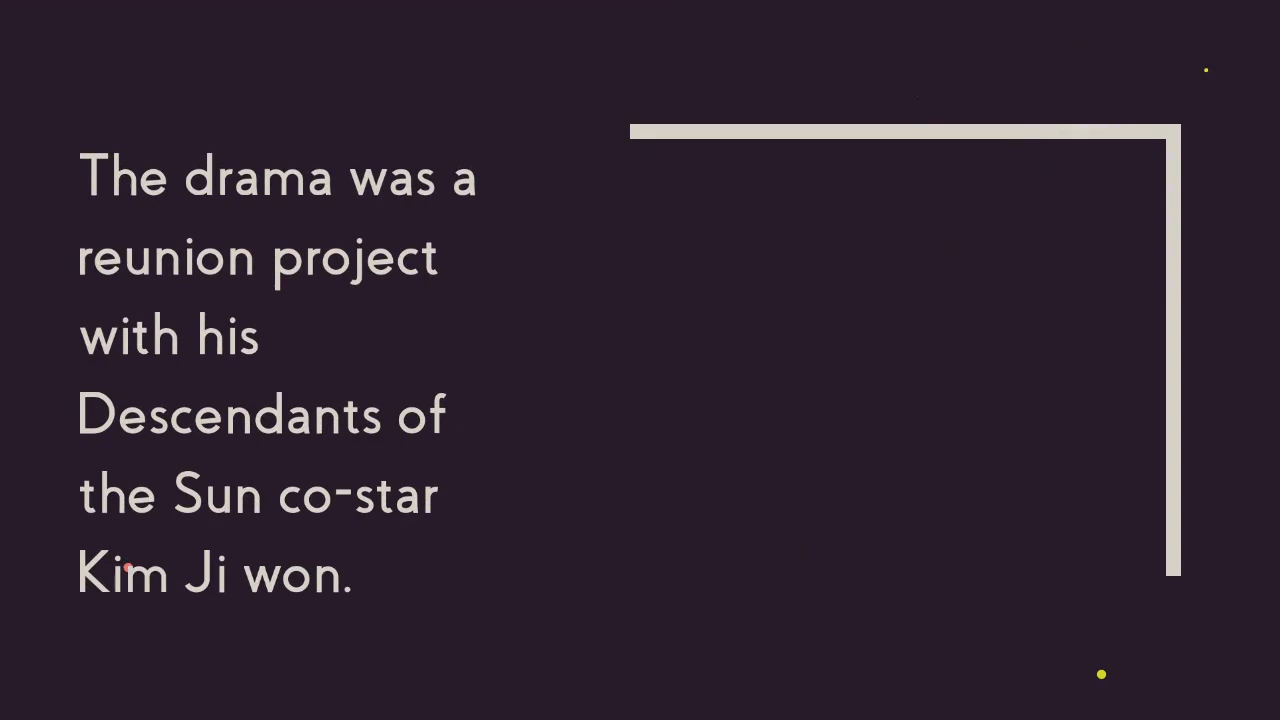 The drama was a
reunion project
with his
Descendants of
the Sun co-star
Kim Ji won.